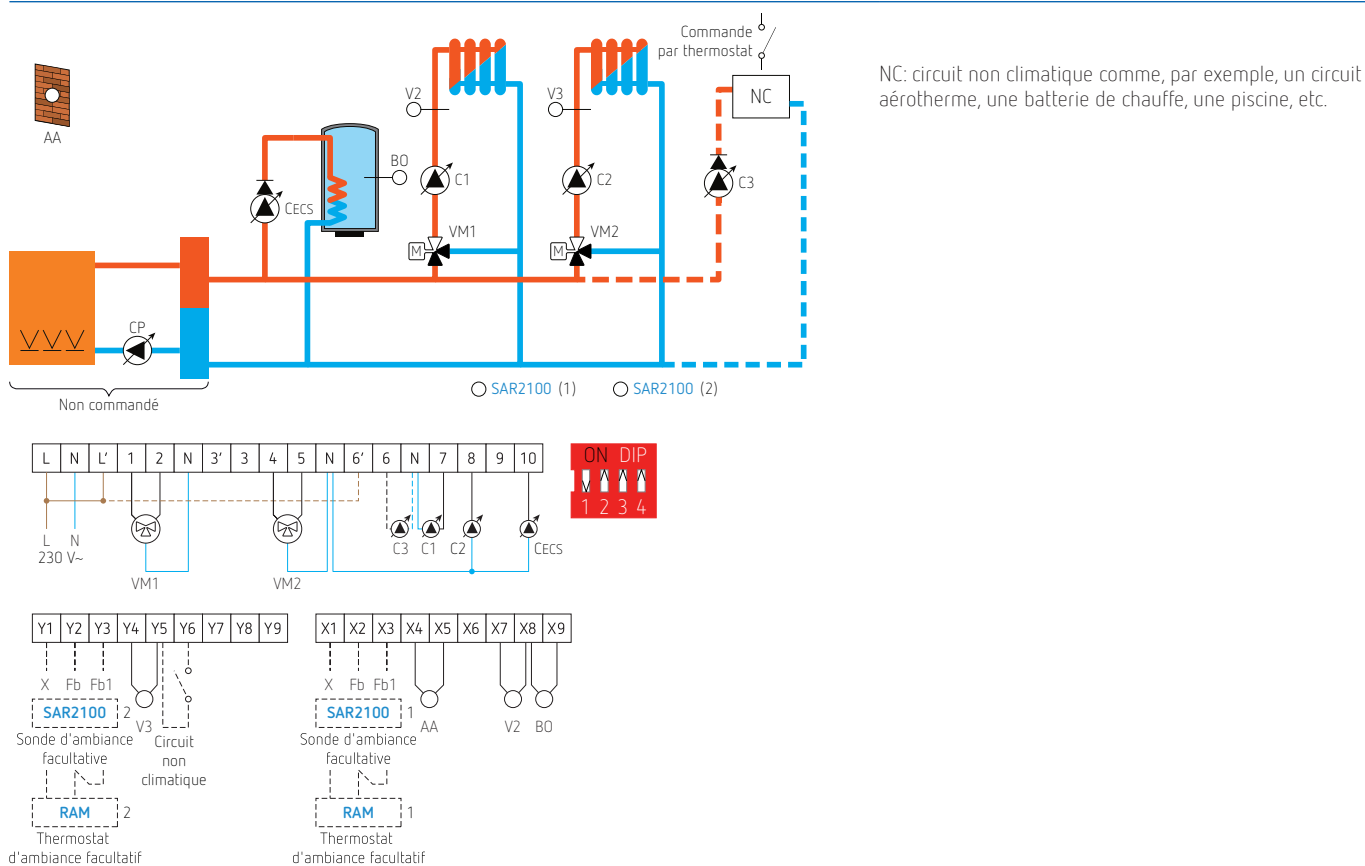 Commande
par thermostat
NC
NC: circuit non climatique comme, par exemple, un circuit
aérotherme, une batterie de chauffe, une piscine, etc.
AA
V2
V3
BO
C1
C2
C3
CECS
VM1
VM2
M
M
CP
Non commandé
SAR2100 (1)
SAR2100 (2)
L N L' 1 2 N 3' 3 4 5 N 6' 6 N 7 8 9 10
ON DIP
1 2 3 4
L N
230 V~
C3 C1 C2 CECS
VM1
VM2
Y1 Y2 Y3 Y4 Y5 Y6 Y7 Y8 Y9
X1 X2 X3 X4 X5 X6 X7 X8 X9
X Fb Fb1
SAR2100 2
V3
Sonde d'ambiance
facultative
Circuit
non
climatique
RAM 2
Thermostat
d'ambiance facultatif
X Fb Fb1
SAR2100 1
AA
V2 BO
Sonde d'ambiance
facultative
RAM 1
Thermostat
d'ambiance facultatif